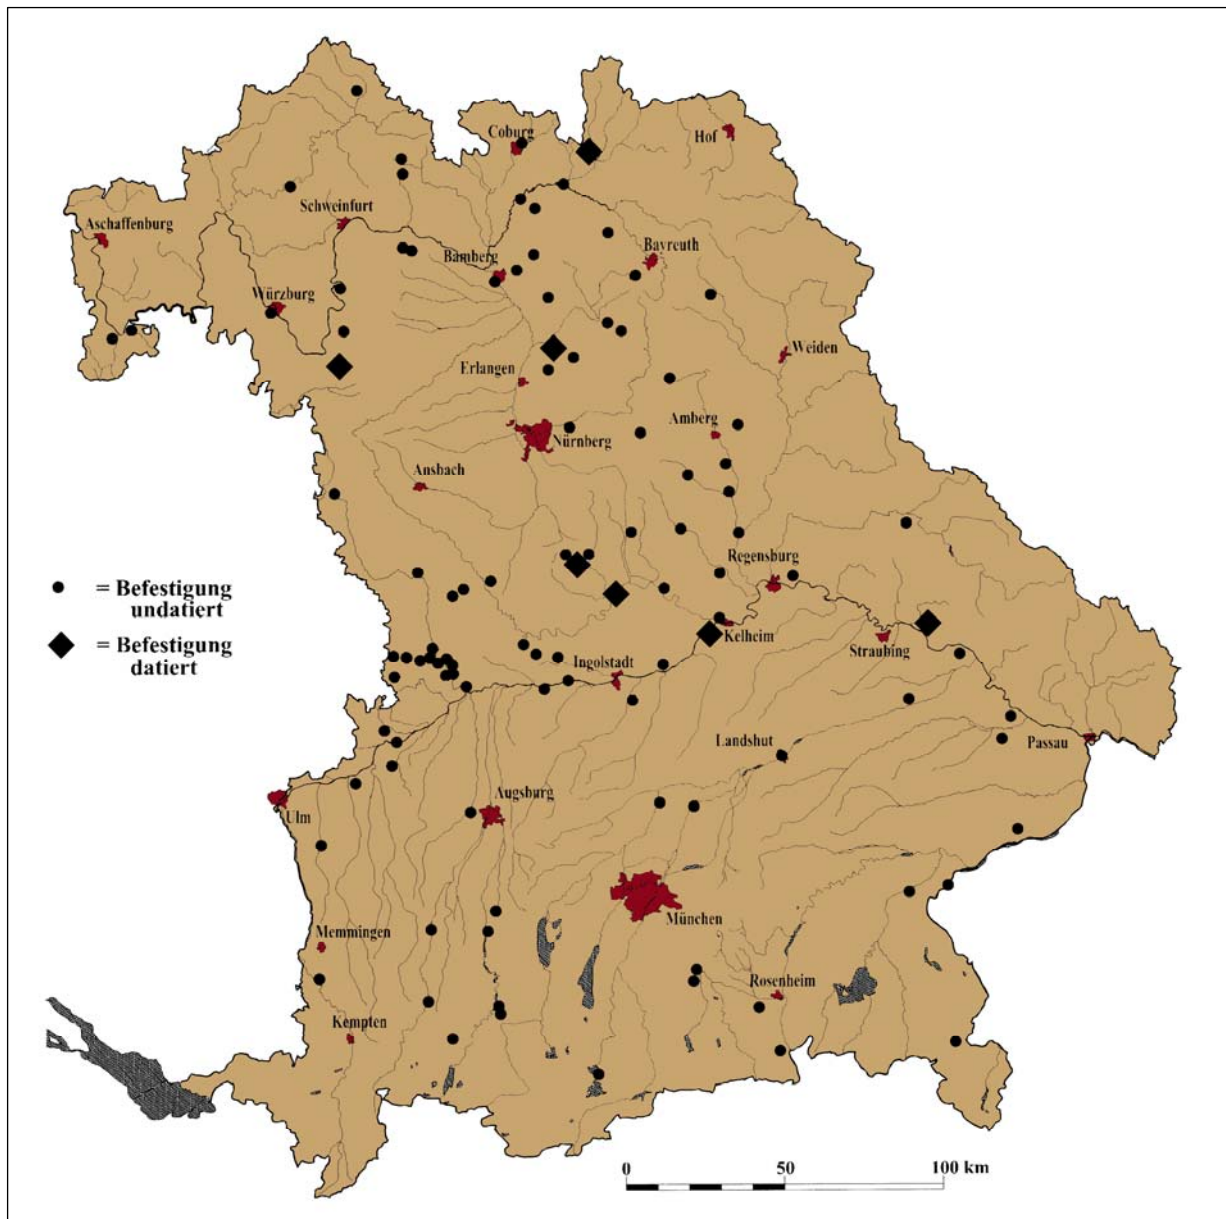 Coburg
Hof
Schweinfurt
Aschaffenburg
Bamberg
Bayreuth
Würzburg
Weiden
Erlangen
Amberg
Nürnberg
Ansbach
Regensburg
= Befestigung
undatiert
= Befestigung
datiert
Kelheim
Straubing
Ingolstadt
Landshut
Passau
Augsburg
Ulm
München
Memmingen
Rosenheim
Kempten
0 50 100 km